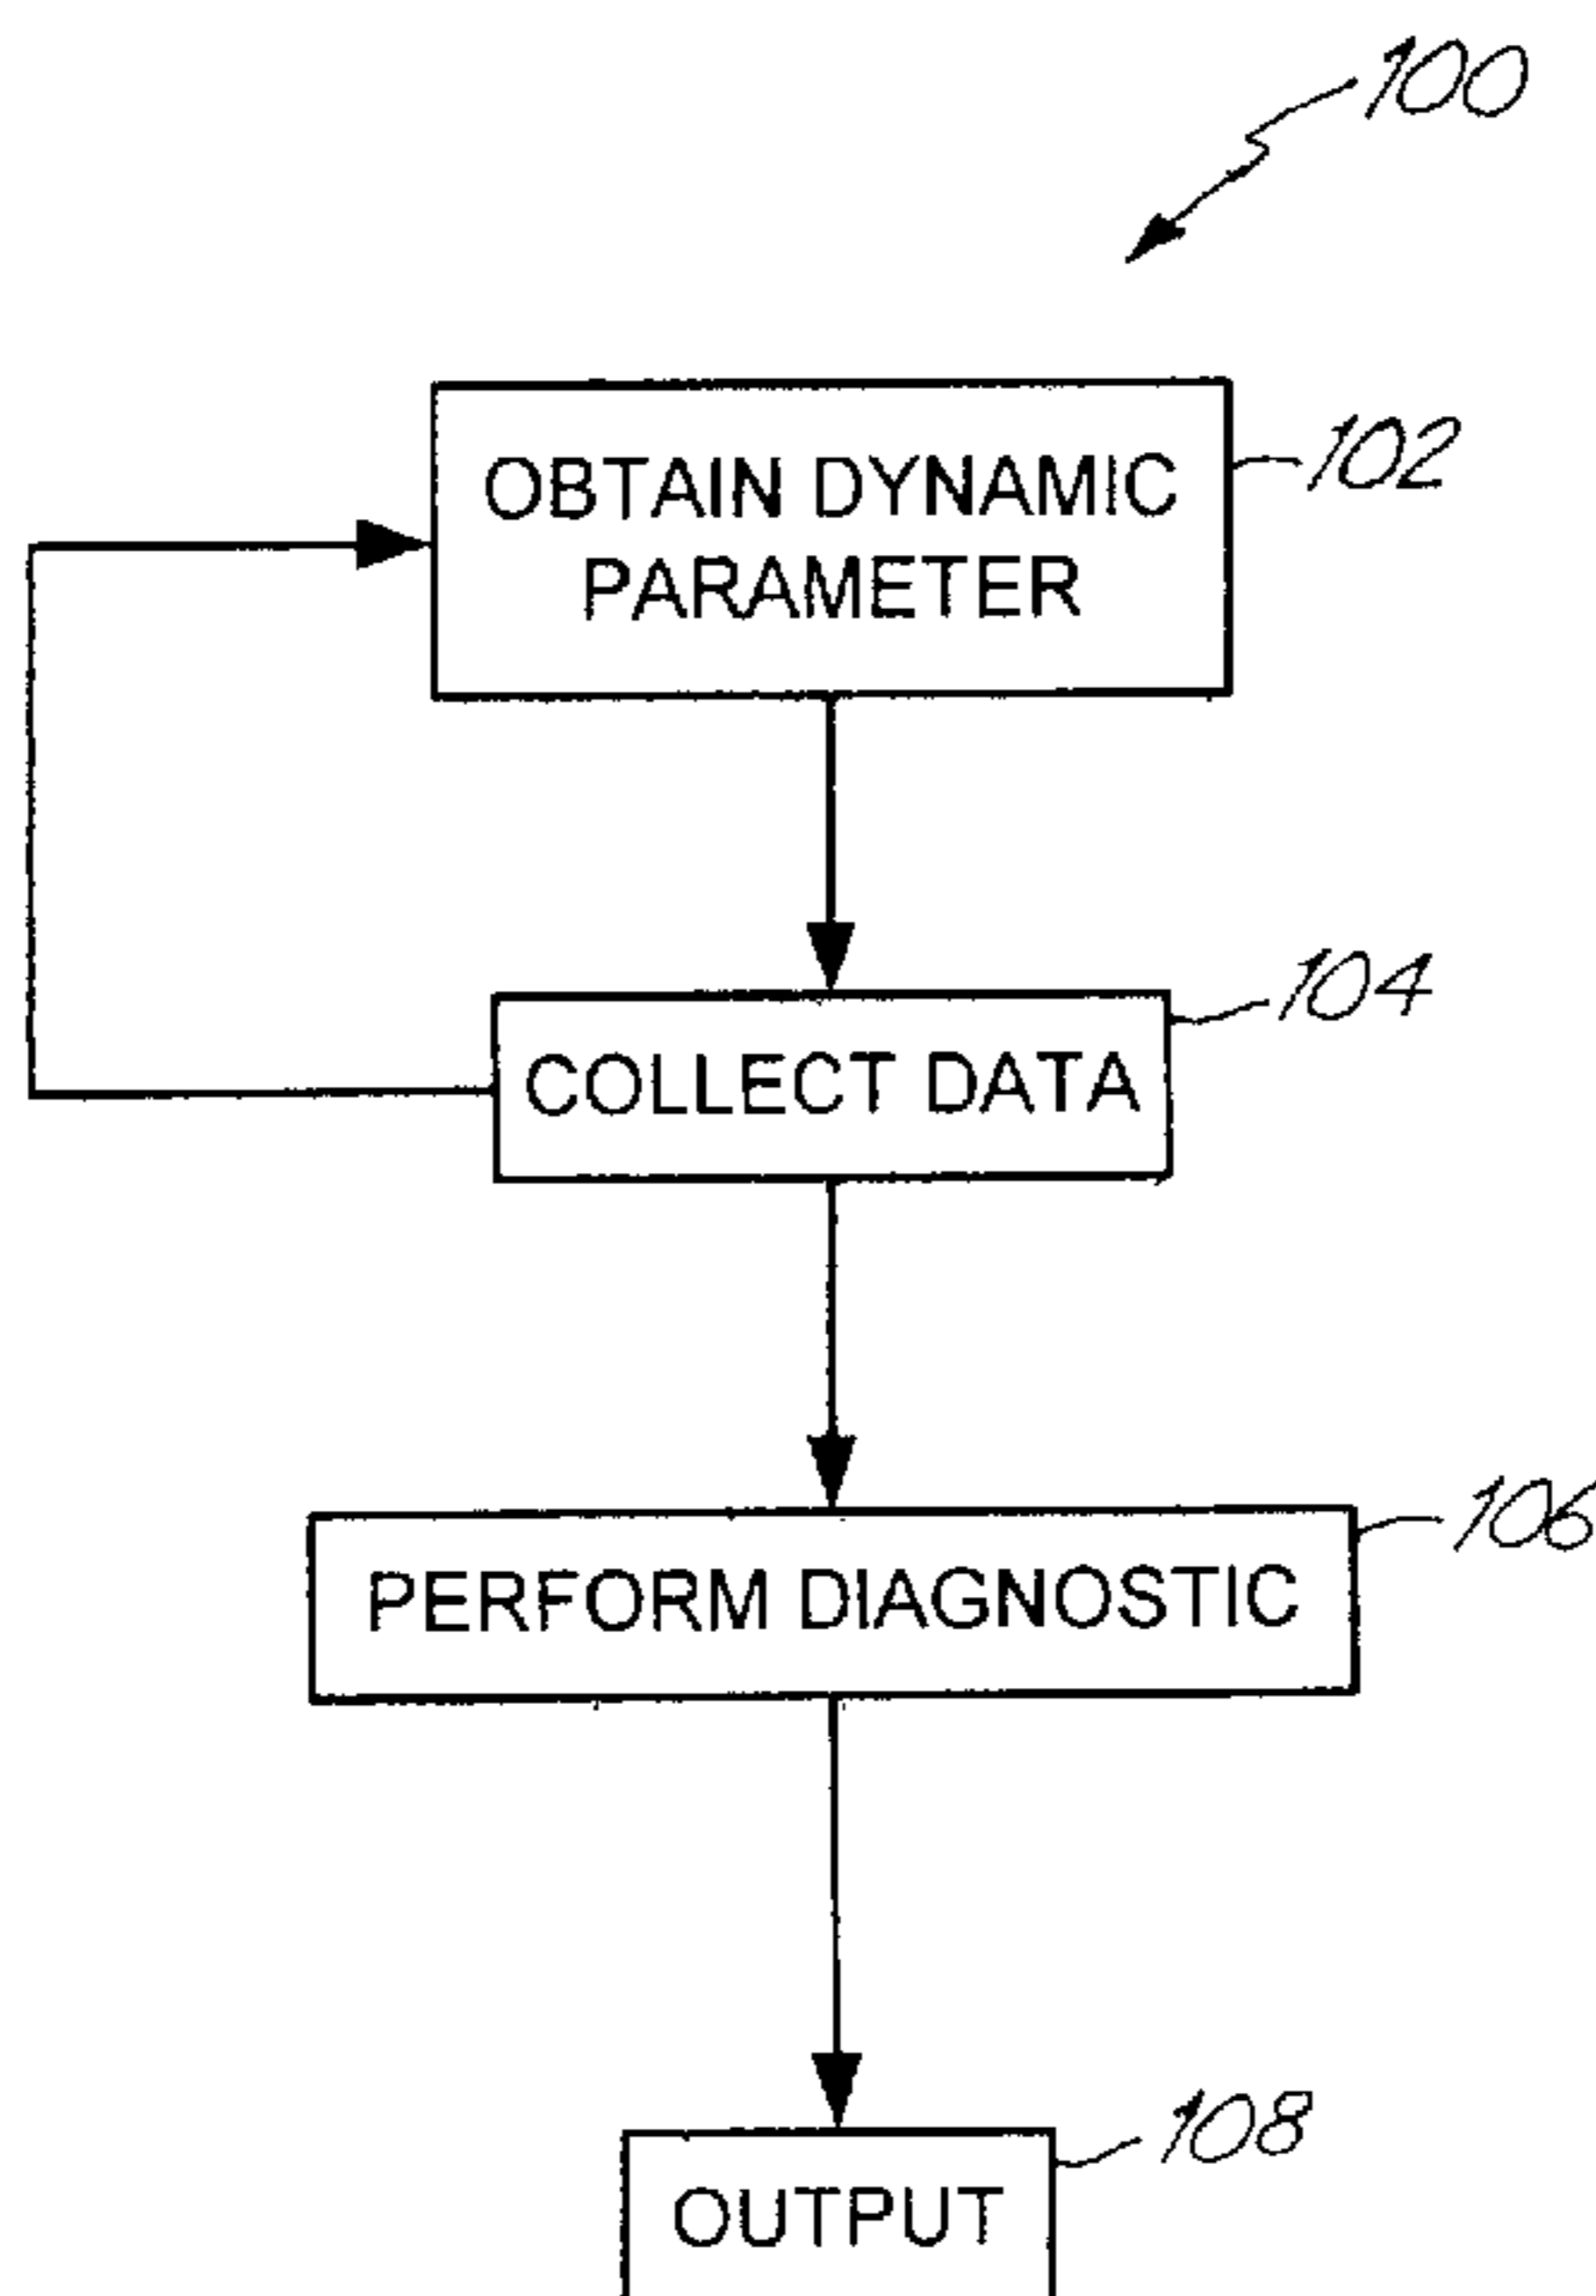 100
OBTAIN DYNAMIC
PARAMETER
102
COLLECT DATA
104
PERFORM DIAGNOSTIC
106
OUTPUT
108